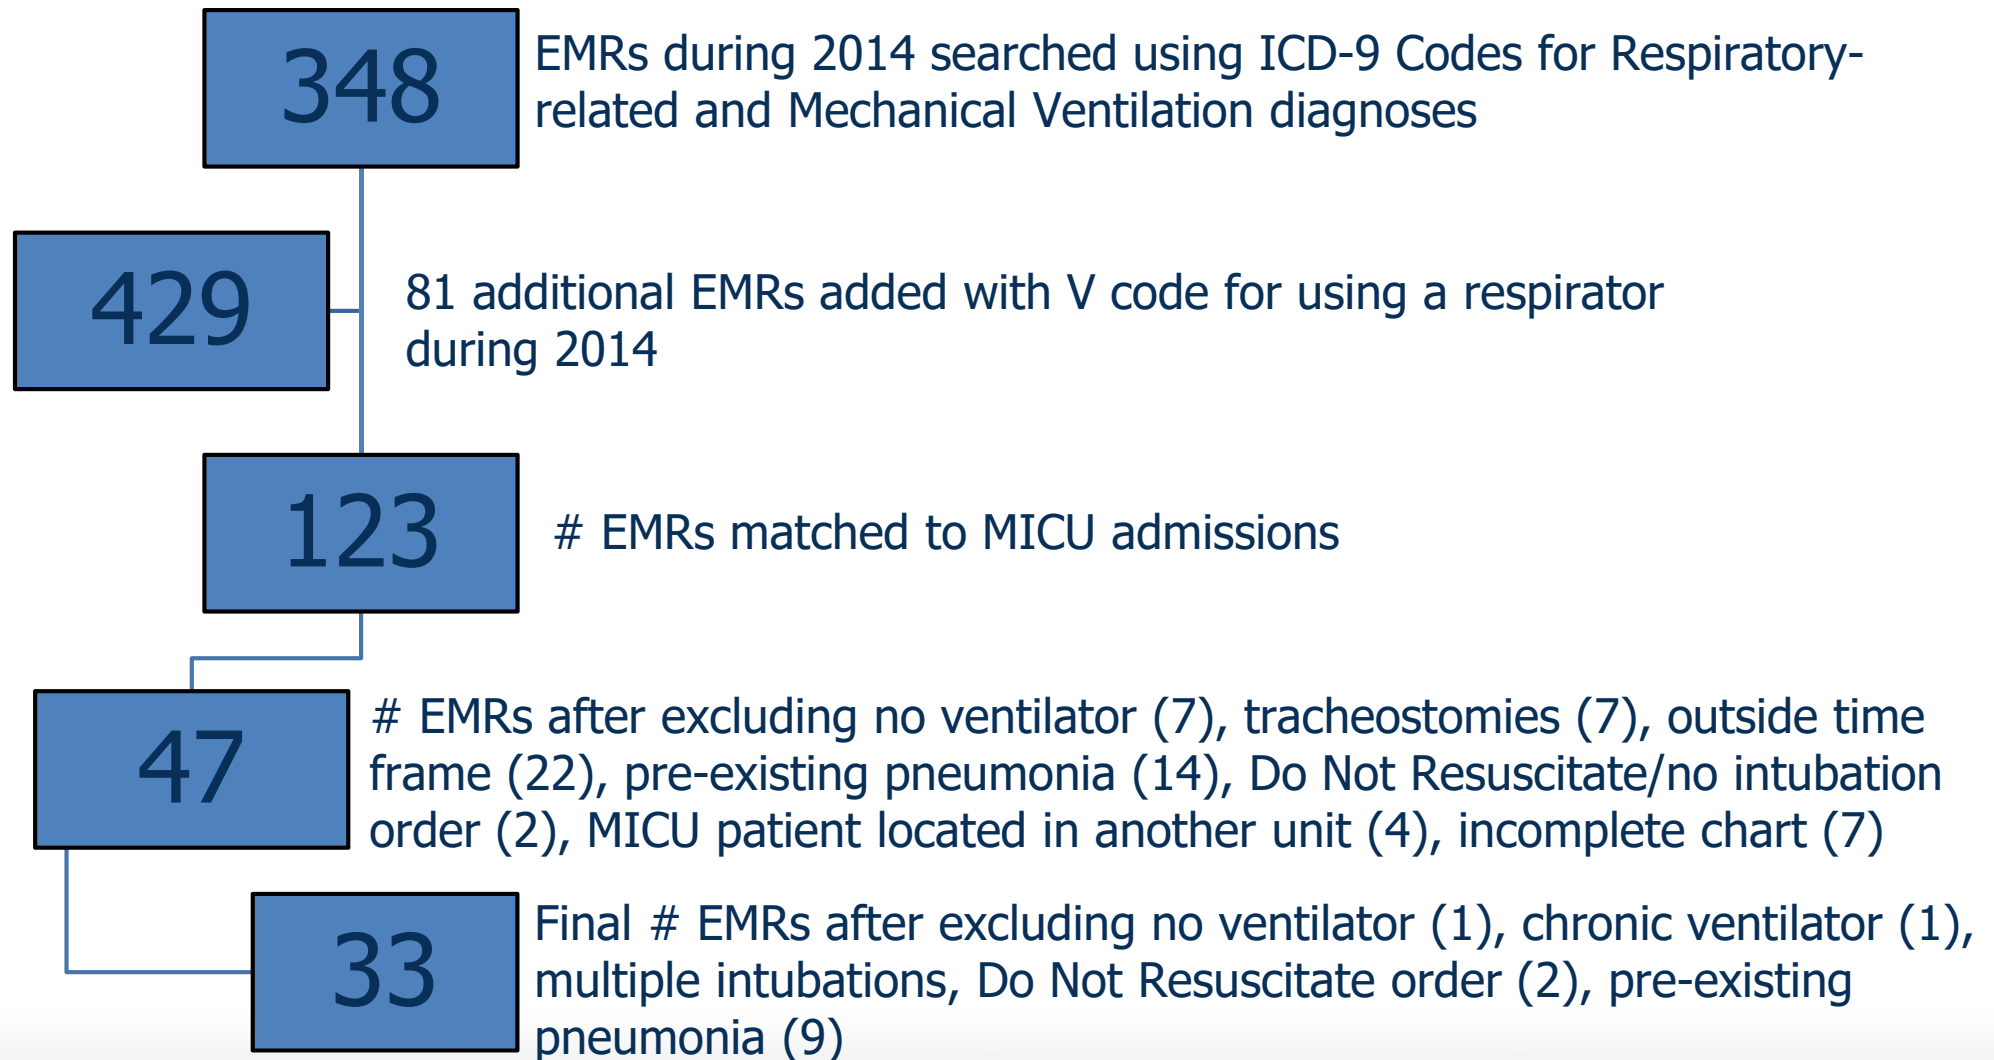 348
EMRs during 2014 searched using ICD-9 Codes for Respiratory-
related and Mechanical Ventilation diagnoses
429
81 additional EMRs added with V code for using a respirator
during 2014
123
# EMRs matched to MICU admissions
47
# EMRs after excluding no ventilator (7), tracheostomies (7), outside time
frame (22), pre-existing pneumonia (14), Do Not Resuscitate/no intubation
order (2), MICU patient located in another unit (4), incomplete chart (7)
33
Final # EMRs after excluding no ventilator (1), chronic ventilator (1),
multiple intubations, Do Not Resuscitate order (2), pre-existing
pneumonia (9)